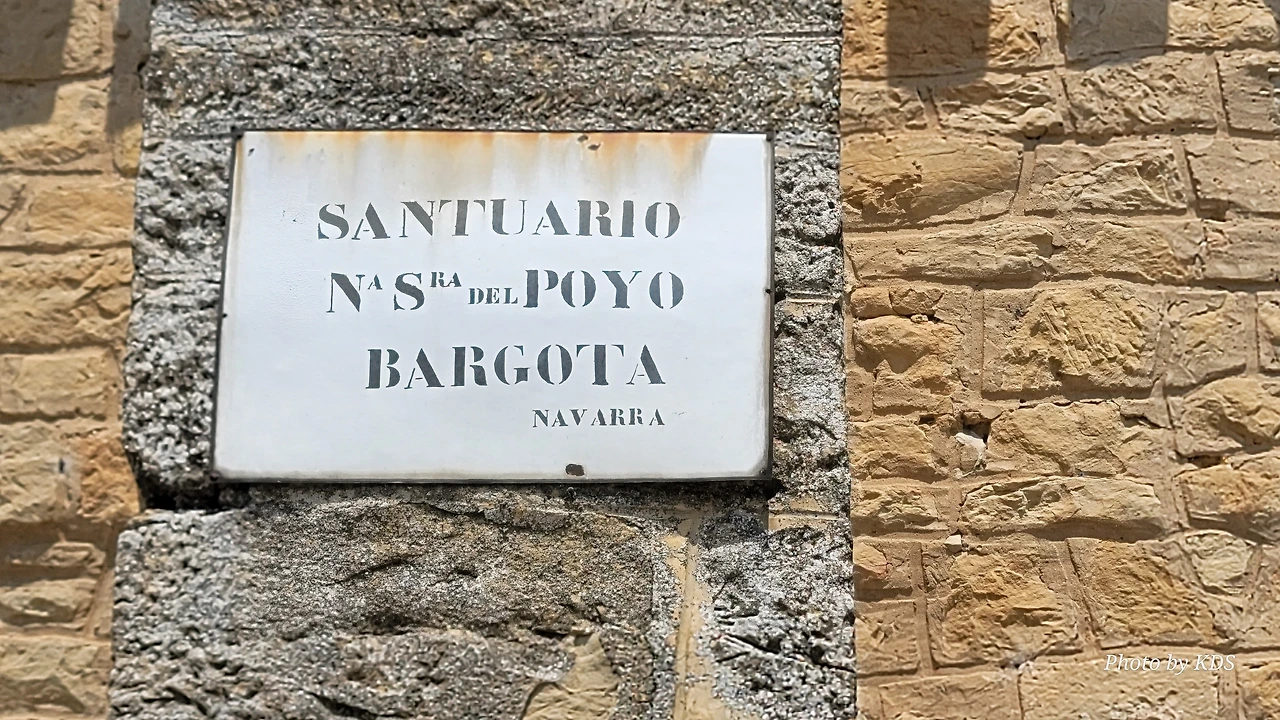 SANTUARIO
Nᴬ Sᴿᴬ DEL POYO
BARGOTA
NAVARRA
Photo by KDS